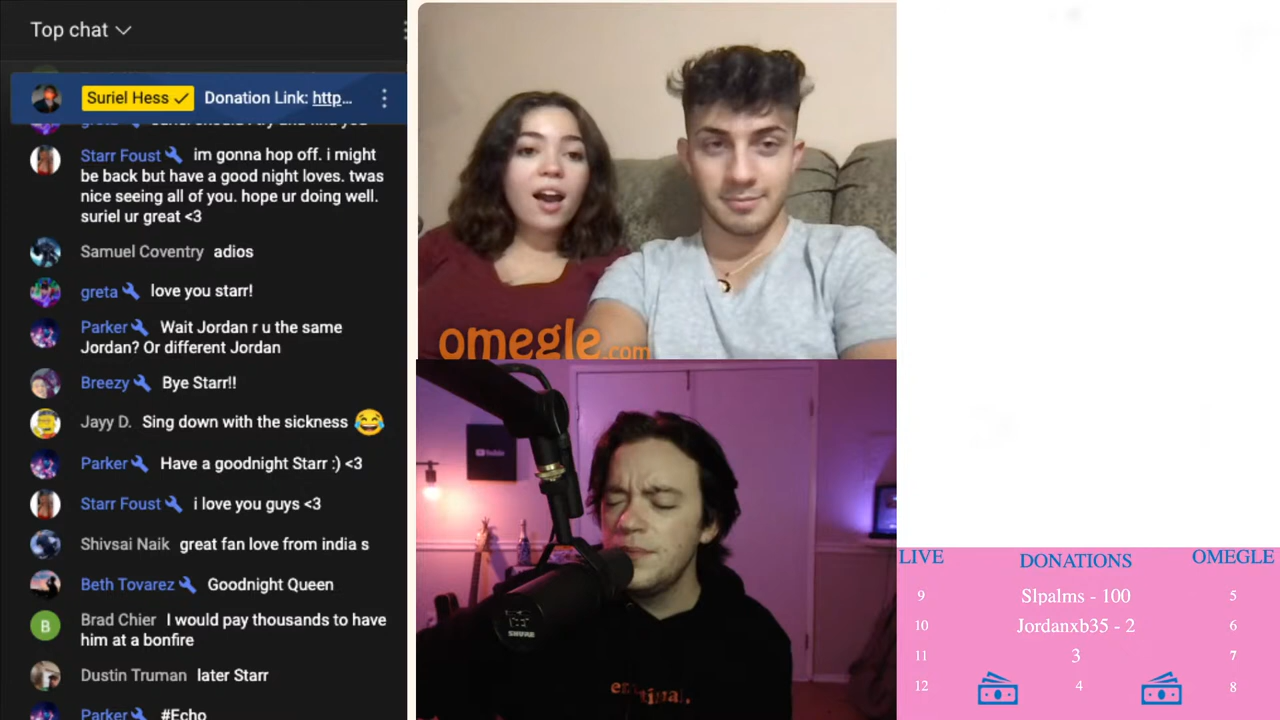 Top chat
Suriel Hess Donation Link: http...
Starr Foust im gonna hop off. i might
be back but have a good night loves. twas
nice seeing all of you. hope ur doing well.
suriel ur great <3
Samuel Coventry adios
greta love you starr!
Parker Wait Jordan r u the same
Jordan? Or different Jordan
Breezy Bye Starr!!
Jayy D. Sing down with the sickness 😂
Parker Have a goodnight Starr :) <3
Starr Foust i love you guys <3
Shivsai Naik great fan love from india s
Beth Tovarez Goodnight Queen
B
Brad Chier I would pay thousands to have
him at a bonfire
Dustin Truman later Starr
Parker #Echo
omegle.com
YouTube
SHURE
LIVE DONATIONS OMEGLE
9 Slpalms - 100 5
10 Jordanxb35 - 2 6
11 3 7
12 4 8